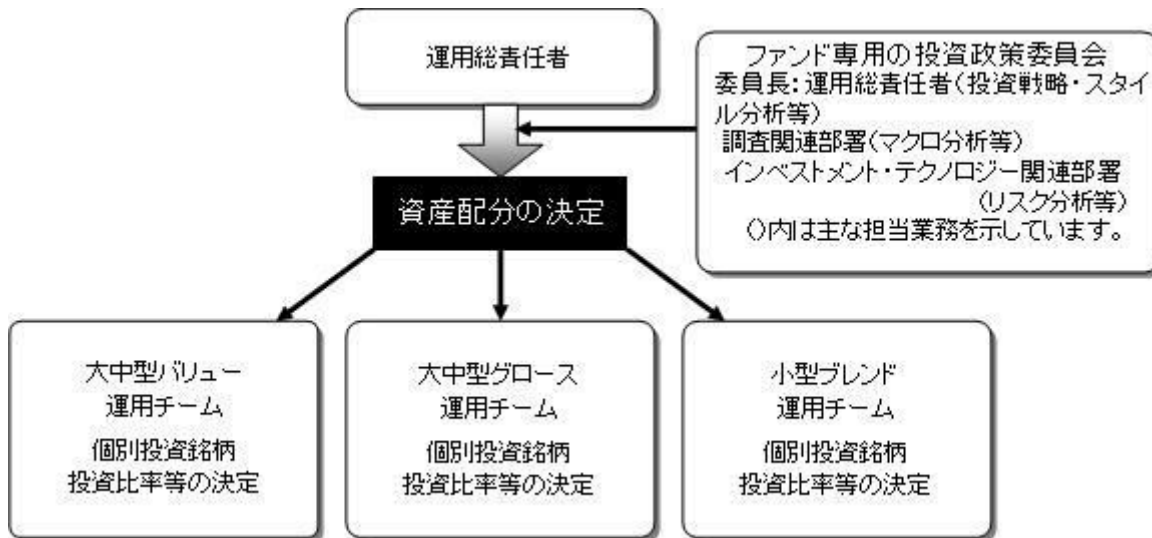 運用総責任者
ファンド専用の投資政策委員会
委員長:運用総責任者(投資戦略・スタイ
ル分析等)
調査関連部署(マクロ分析等)
インベストメント・テクノロジー関連部署
(リスク分析等)
()内は主な担当業務を示しています。
資産配分の決定
大中型バリュー
運用チーム
個別投資銘柄
投資比率等の決定
大中型グロース
運用チーム
個別投資銘柄
投資比率等の決定
小型ブレンド
運用チーム
個別投資銘柄
投資比率等の決定